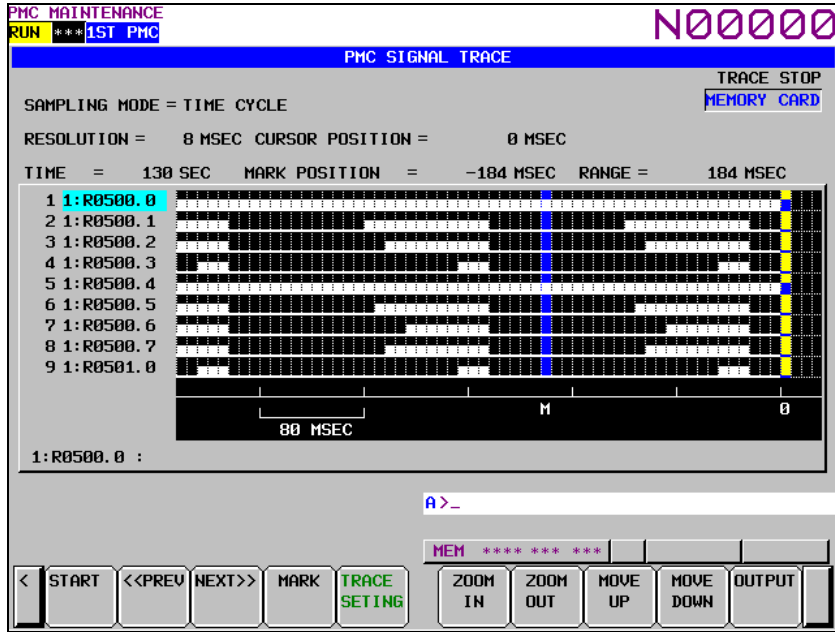 PMC MAINTENANCE
N00000
RUN *** 1ST PMC
PMC SIGNAL TRACE
TRACE STOP
SAMPLING MODE = TIME CYCLE MEMORY CARD
RESOLUTION = 8 MSEC CURSOR POSITION = 0 MSEC
TIME = 130 SEC MARK POSITION = -184 MSEC RANGE = 184 MSEC
1 1:R0500.0
2 1:R0500.1
3 1:R0500.2
4 1:R0500.3
5 1:R0500.4
6 1:R0500.5
7 1:R0500.6
8 1:R0500.7
9 1:R0501.0
M 0
80 MSEC
1:R0500.0 :
A>_
MEM **** *** ***
< START <<PREV NEXT>> MARK TRACE SETING ZOOM IN ZOOM OUT MOVE UP MOVE DOWN OUTPUT